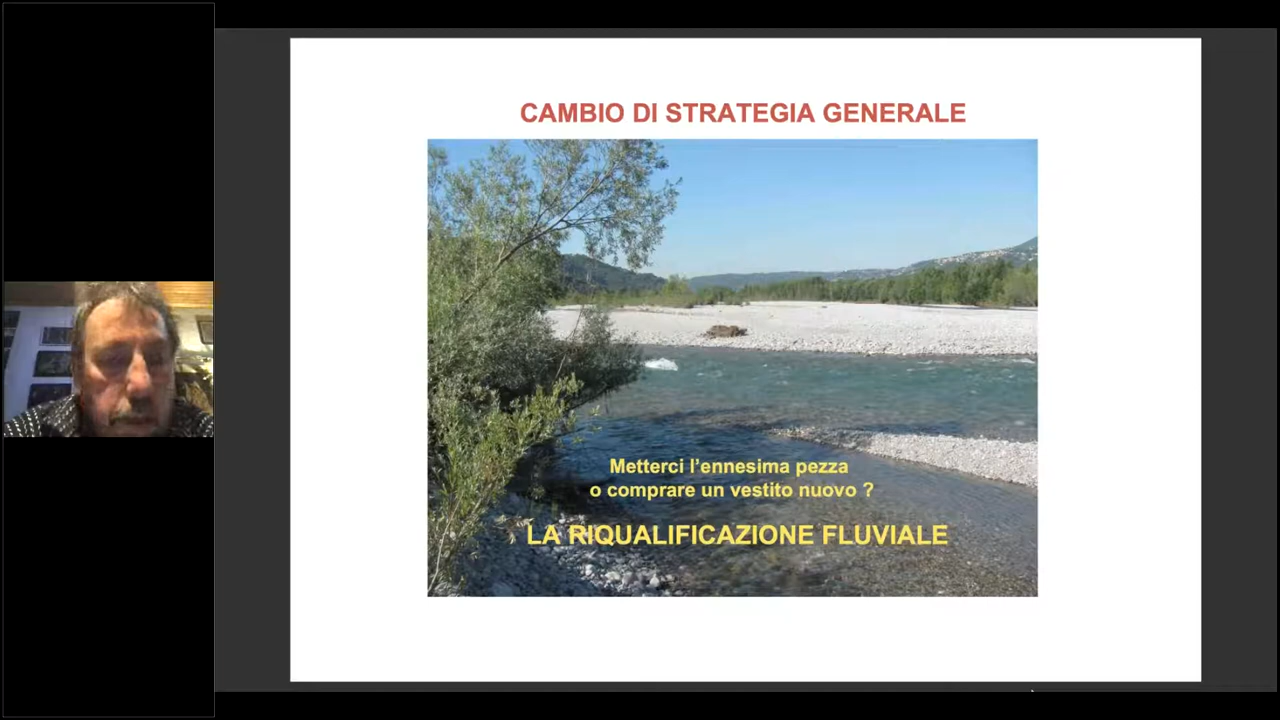 CAMBIO DI STRATEGIA GENERALE
Metterci l'ennesima pezza
o comprare un vestito nuovo ?
LA RIQUALIFICAZIONE FLUVIALE